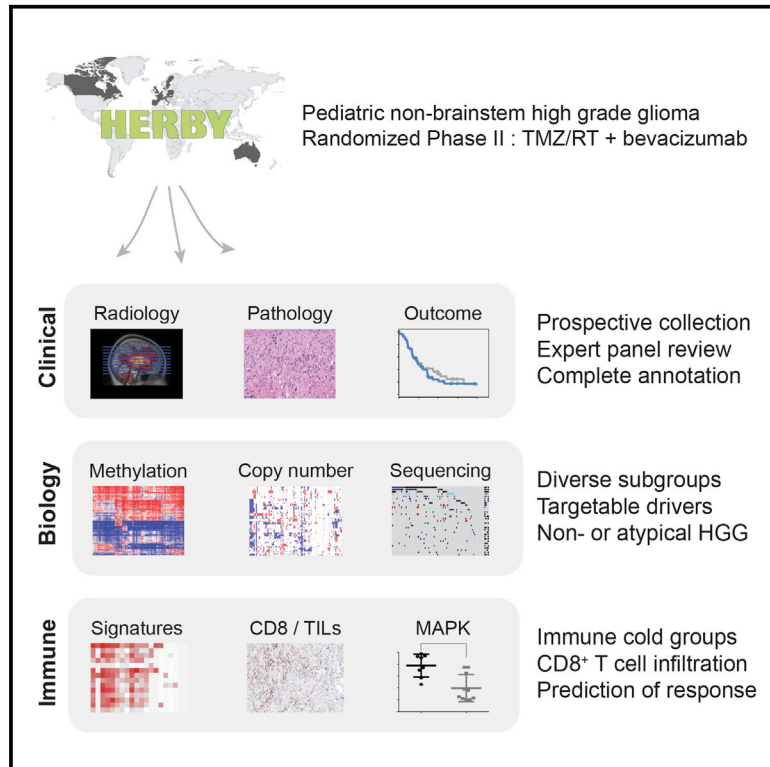 HERBY
Pediatric non-brainstem high grade glioma
Randomized Phase II : TMZ/RT + bevacizumab
Clinical
Radiology
Pathology
Outcome
Prospective collection
Expert panel review
Complete annotation
Biology
Methylation
Copy number
Sequencing
Diverse subgroups
Targetable drivers
Non- or atypical HGG
Immune
Signatures
CD8 / TILs
MAPK
Immune cold groups
CD8⁺ T cell infiltration
Prediction of response